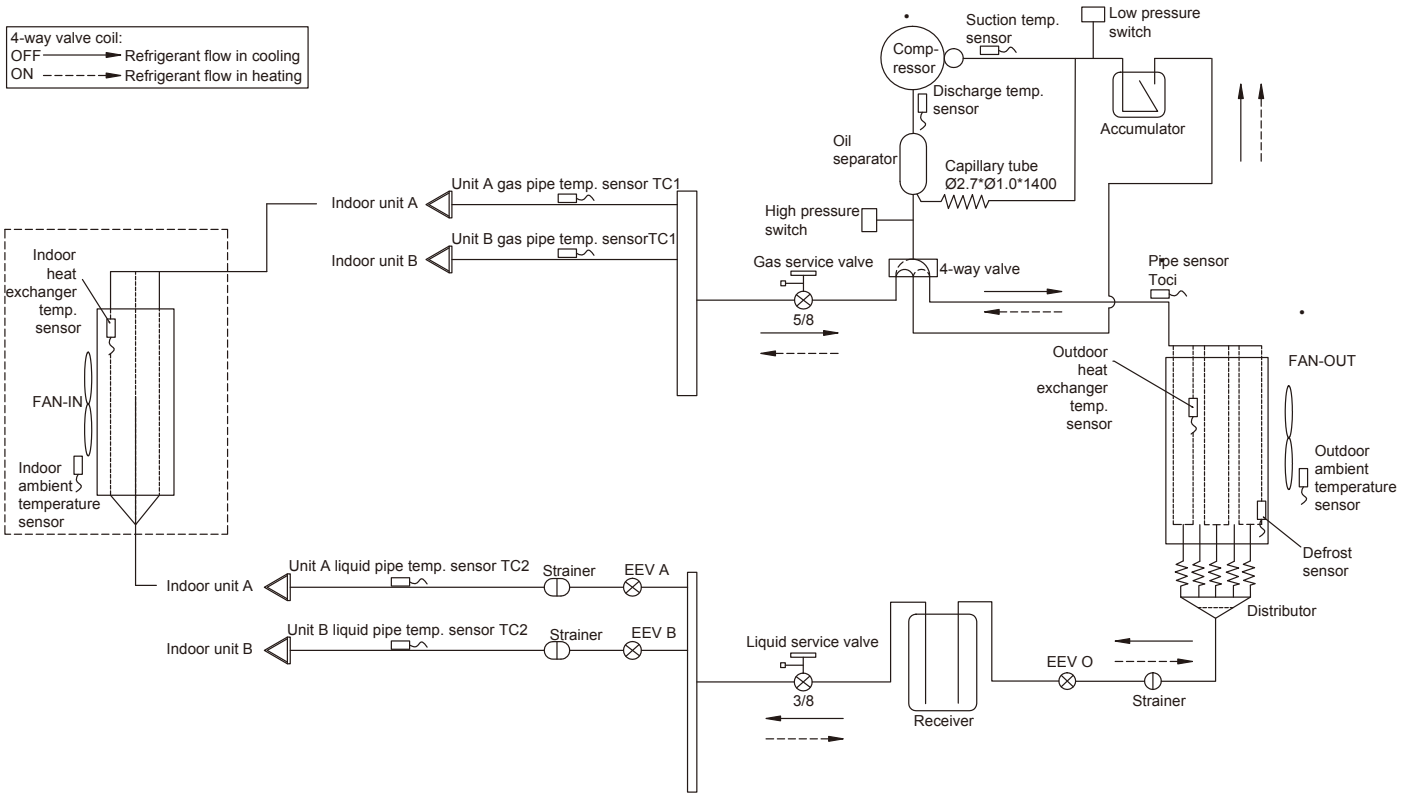 4-way valve coil:
OFF Refrigerant flow in cooling
ON Refrigerant flow in heating
Suction temp.
sensor
Low pressure
switch
Comp-
ressor
Discharge temp.
sensor
Accumulator
Oil
separator
Capillary tube
Ø2.7*Ø1.0*1400
High pressure
switch
Gas service valve
5/8
4-way valve
Pipe sensor
Toci
Unit A gas pipe temp. sensor TC1
Indoor unit A
Unit B gas pipe temp. sensorTC1
Indoor unit B
Indoor
heat
exchanger
temp.
sensor
FAN-IN
Indoor
ambient
temperature
sensor
Outdoor
heat
exchanger
temp.
sensor
FAN-OUT
Outdoor
ambient
temperature
sensor
Defrost
sensor
Distributor
Unit A liquid pipe temp. sensor TC2
Strainer
EEV A
Indoor unit A
Unit B liquid pipe temp. sensor TC2
Strainer
EEV B
Indoor unit B
Liquid service valve
3/8
Receiver
EEV O
Strainer